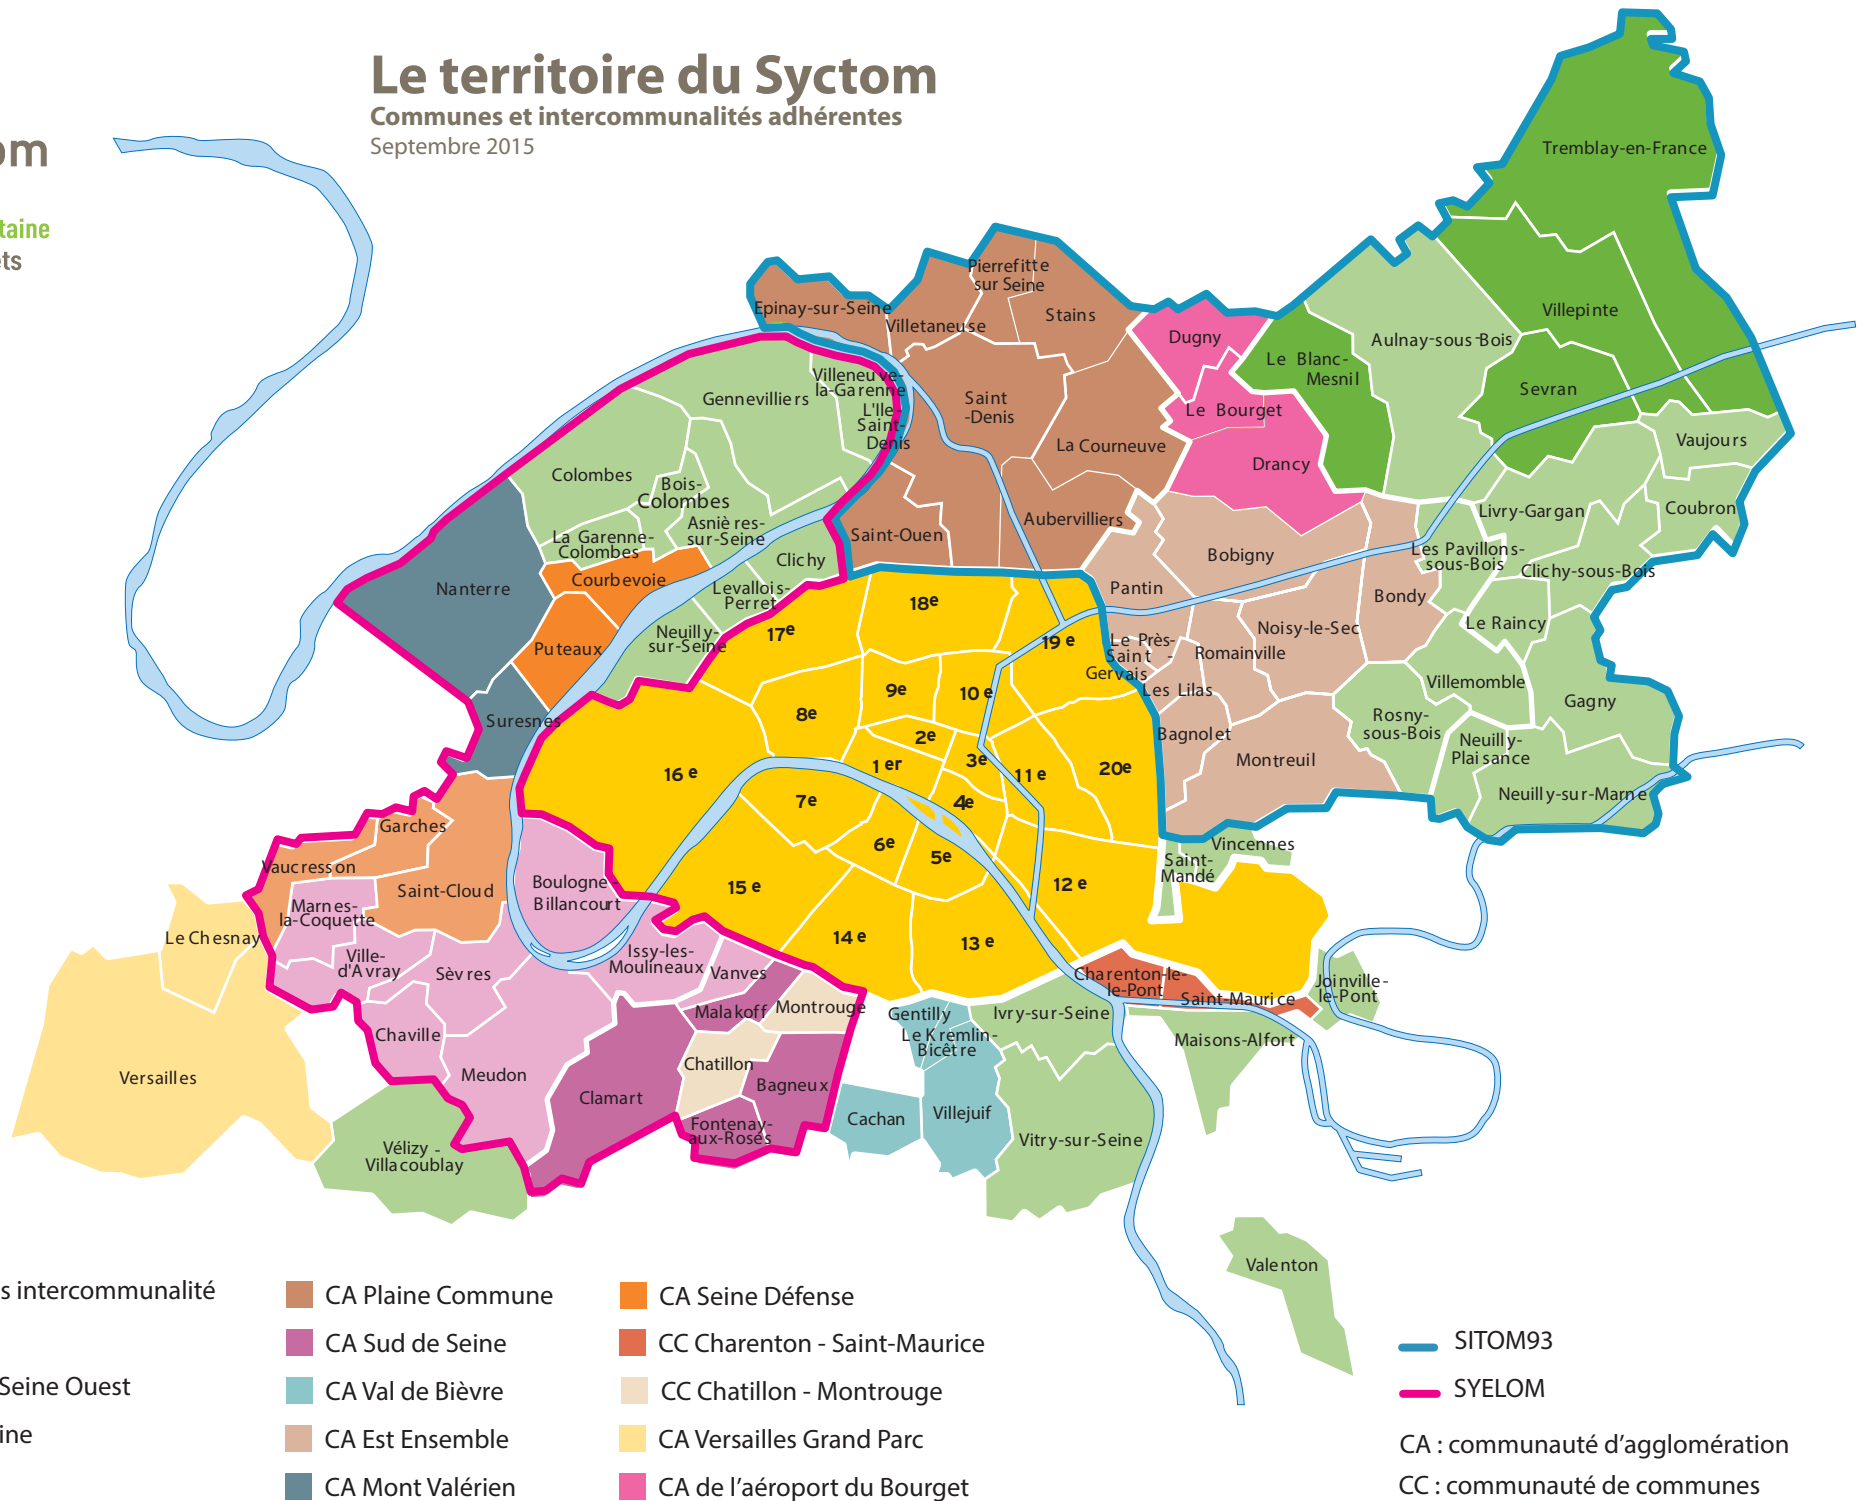 Le territoire du Syctom
Communes et intercommunalités adhérentes
Septembre 2015
om
taine
ets
Tremblay-en-France
Pierrefitte
sur Seine
Epinay-sur-Seine
Villetaneuse
Stains
Dugny
Villepinte
Aulnay-sous-Bois
Le Blanc-
Mesnil
Sevran
Villeneuve-
la-Garenne
Gennevilliers
L'Ile-
Saint-
Denis
Saint
-Denis
Le Bourget
La Courneuve
Vaujours
Drancy
Colombes
Bois-
Colombes
Livry-Gargan
Coubron
Asnières-
sur-Seine
Aubervilliers
Saint-Ouen
La Garenne-
Colombes
Clichy
Bobigny
Les Pavillons-
sous-Bois
Clichy-sous-Bois
Courbevoie
Nanterre
Levallois-
Perret
Pantin
Bondy
18e
17e
Le Raincy
Neuilly-
sur-Seine
Puteaux
19 e
Le Près-
Saint -
Gervais
Noisy-le-Sec
Romainville
Les Lilas
Villemomble
9e
10 e
Gagny
8e
Suresnes
Rosny-
sous-Bois
Bagnolet
2e
Neuilly-
Plaisance
Montreuil
1 er
3e
11 e
20e
16 e
7e
4e
Neuilly-sur-Marne
Garches
6e
5e
Vincennes
Saint-
Mandé
Vaucresson
Saint-Cloud
Boulogne-
Billancourt
15 e
12 e
Marnes-
la-Coquette
Le Chesnay
14 e
13 e
Ville-
d'Avray
Sèvres
Issy-les-
Moulineaux
Vanves
Charenton-le-
le-Pont
Joinville-
le-Pont
Saint-Maurice
Malakoff
Montrouge
Gentilly
Ivry-sur-Seine
Le Kremlin-
Bicêtre
Maisons-Alfort
Chaville
Chatillon
Versailles
Meudon
Bagneux
Clamart
Cachan
Villejuif
Fontenay-
aux-Roses
Vitry-sur-Seine
Vélizy -
Villacoublay
Valenton
s intercommunalité
Seine Ouest
ine
CA Plaine Commune
CA Sud de Seine
CA Val de Bièvre
CA Est Ensemble
CA Mont Valérien
CA Seine Défense
CC Charenton - Saint-Maurice
CC Chatillon - Montrouge
CA Versailles Grand Parc
CA de l'aéroport du Bourget
SITOM93
SYELOM
CA : communauté d'agglomération
CC : communauté de communes